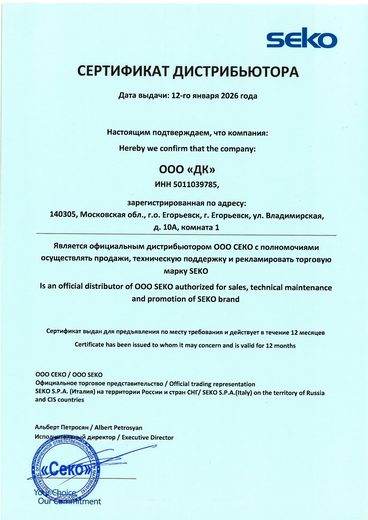 seko
СЕРТИФИКАТ ДИСТРИБЬЮТОРА
Дата выдачи: 12-го января 2026 года
Настоящим подтверждаем, что компания:
Hereby we confirm that the company:
ООО «ДК»
ИНН 5011039785,
зарегистрированная по адресу:
140305, Московская обл., г.о. Егорьевск, г. Егорьевск, ул. Владимирская,
д. 10А, комната 1
Является официальным дистрибьютором ООО СЕКО с полномочиями
осуществлять продажи, техническую поддержку и рекламировать торговую
марку SEKO
Is an official distributor of OOO SEKO authorized for sales, technical maintenance
and promotion of SEKO brand
Сертификат выдан для предъявления по месту требования и действует в течение 12 месяцев
Certificate has been issued to whom it may concern and is valid for 12 months
ООО СЕКО / OOO SEKO
Официальное торговое представительство / Official trading representation
SEKO S.P.A. (Италия) на территории России и стран СНГ/ SEKO S.P.A.(Italy) on the territory of Russia
and CIS countries
Альберт Петросян / Albert Petrosyan
Исполнительный директор / Executive Director
«Секо»
Your Choice,
Our Commitment